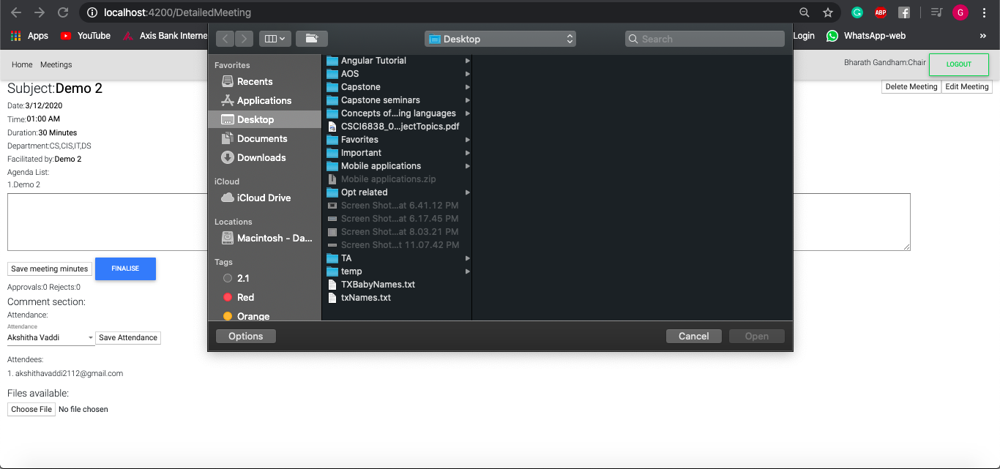 localhost:4200/DetailedMeeting
ABP
G
Apps
YouTube
Axis Bank Interne
Login
WhatsApp-web
»
Home
Meetings
Bharath Gandham:Chair
LOGOUT
Subject:Demo 2
Delete Meeting
Edit Meeting
Date:3/12/2020
Time:01:00 AM
Duration:30 Minutes
Department:CS,CIS,IT,DS
Facilitated by:Demo 2
Agenda List:
1.Demo 2
Save meeting minutes
FINALISE
Approvals:0 Rejects:0
Comment section:
Attendance:
Attendance
Akshitha Vaddi
Save Attendance
Attendees:
1. akshithavaddi2112@gmail.com
Files available:
Choose File No file chosen
Desktop
Search
Favorites
Recents
Applications
Desktop
Documents
Downloads
iCloud
iCloud Drive
Locations
Macintosh - Da...
Tags
2.1
Red
Orange
Angular Tutorial
AOS
Capstone
Capstone seminars
Concepts of...ing languages
CSCI6838_0...jectTopics.pdf
Favorites
Important
Mobile applications
Mobile applications.zip
Opt related
Screen Shot...at 6.41.12 PM
Screen Shot...at 6.17.45 PM
Screen Shot...at 8.03.21 PM
Screen Shot...t 11.07.42 PM
TA
temp
TXBabyNames.txt
txNames.txt
Options
Cancel
Open